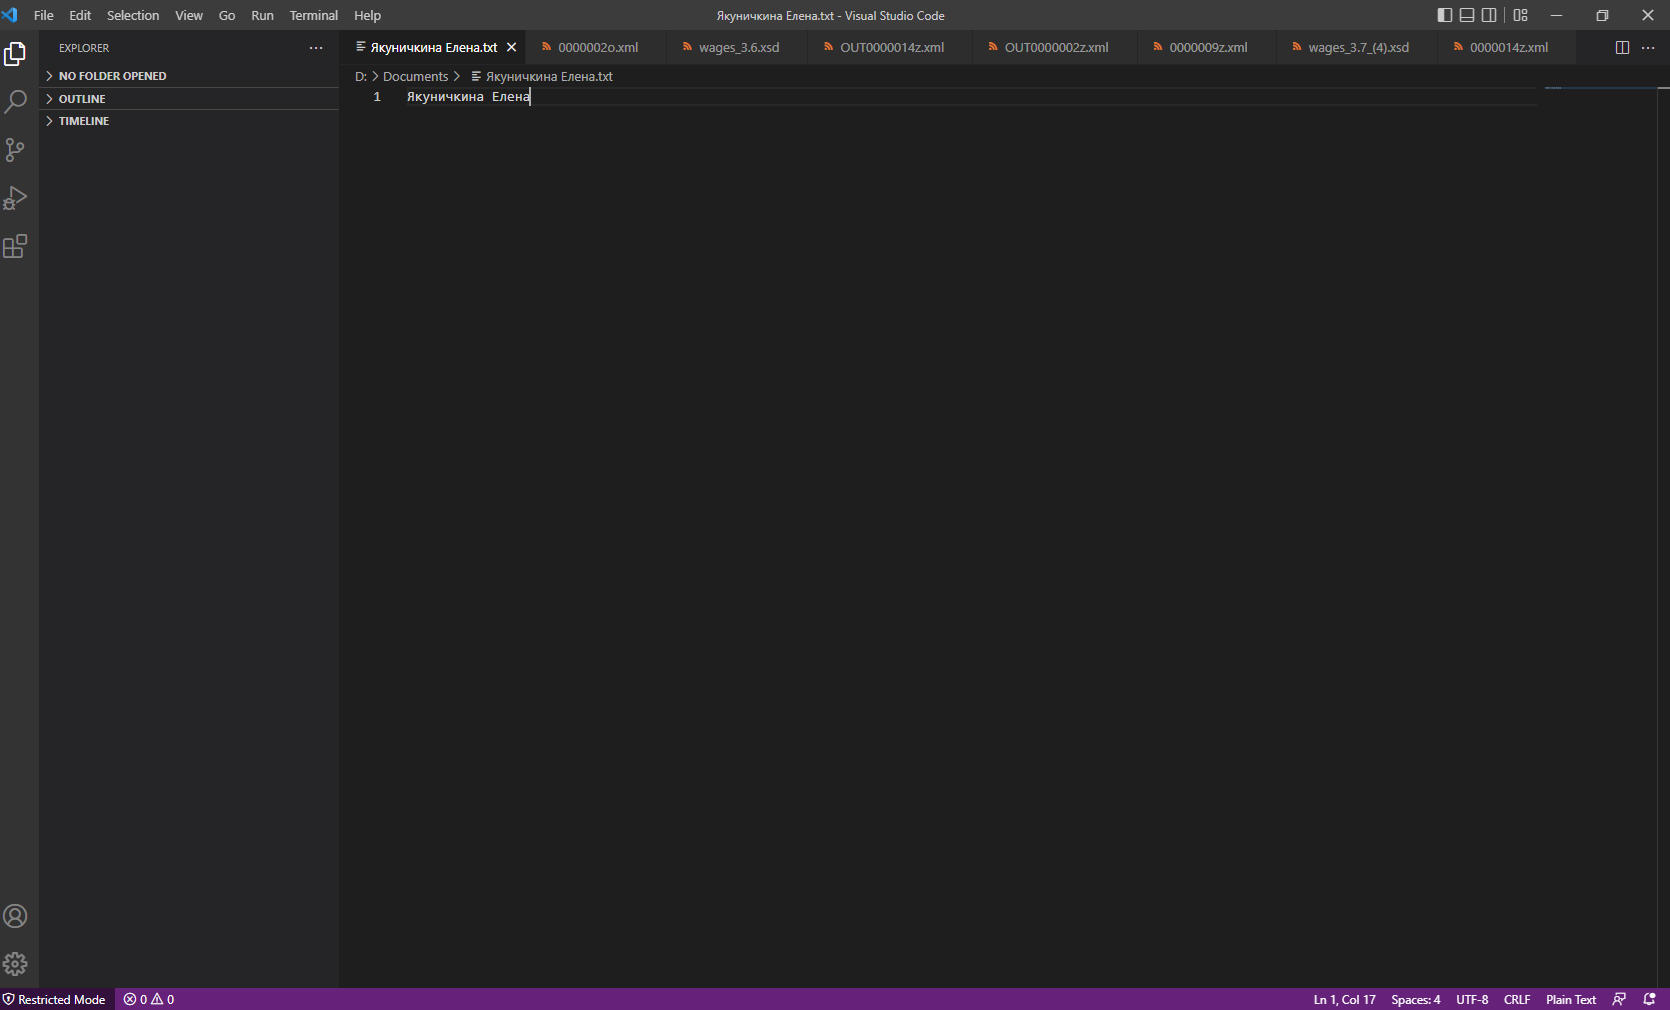 File Edit Selection View Go Run Terminal Help
Якуничкина Елена.txt - Visual Studio Code
EXPLORER
Якуничкина Елена.txt 0000002o.xml wages_3.6.xsd OUT0000014z.xml OUT0000002z.xml 0000009z.xml wages_3.7_(4).xsd 0000014z.xml
NO FOLDER OPENED
OUTLINE
TIMELINE
D: > Documents > Якуничкина Елена.txt
1 Якуничкина Елена
Restricted Mode 0 0 Ln 1, Col 17 Spaces: 4 UTF-8 CRLF Plain Text